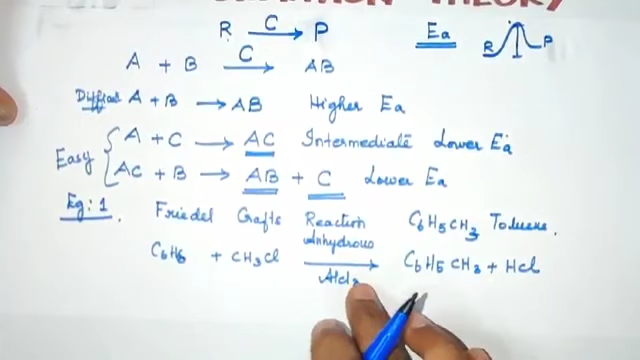 THEORY
R C → P Ea R P
A + B C → AB
Difficult A + B → AB Higher Ea
Easy A + C → AC Intermediate Lower Ea
AC + B → AB + C Lower Ea
Eg: 1. Friedel Crafts Reaction C6H5CH3 Toluene.
Anhydrous
C6H6 + CH3Cl → C6H5CH3 + HCl
AlCl3